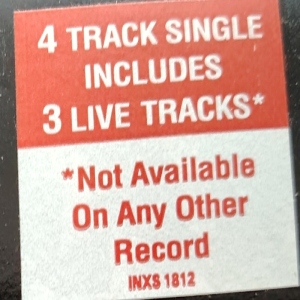 4 TRACK SINGLE
INCLUDES
3 LIVE TRACKS*
*Not Available
On Any Other
Record
INXS 1812